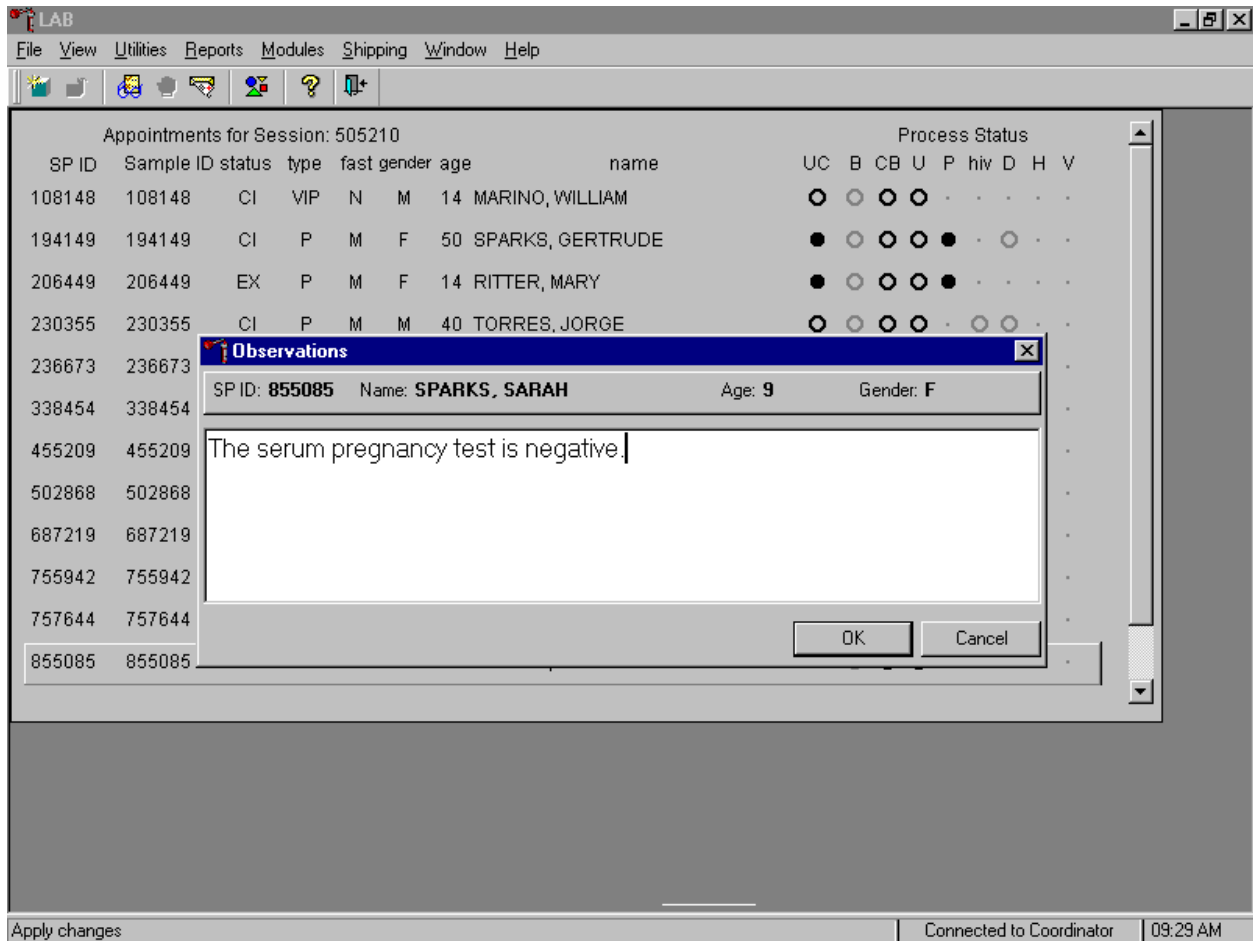 LAB
File View Utilities Reports Modules Shipping Window Help
Appointments for Session: 505210 Process Status
SP ID Sample ID status type fast gender age name UC B CB U P hiv D H V
108148 108148 CI VIP N M 14 MARINO, WILLIAM
194149 194149 CI P M F 50 SPARKS, GERTRUDE
206449 206449 EX P M F 14 RITTER, MARY
230355 230355 CI P M M 40 TORRES, JORGE
236673 236673
338454 338454
455209 455209
502868 502868
687219 687219
755942 755942
757644 757644
855085 855085
Observations
SP ID: 855085 Name: SPARKS, SARAH Age: 9 Gender: F
The serum pregnancy test is negative.
OK Cancel
Apply changes Connected to Coordinator 09:29 AM